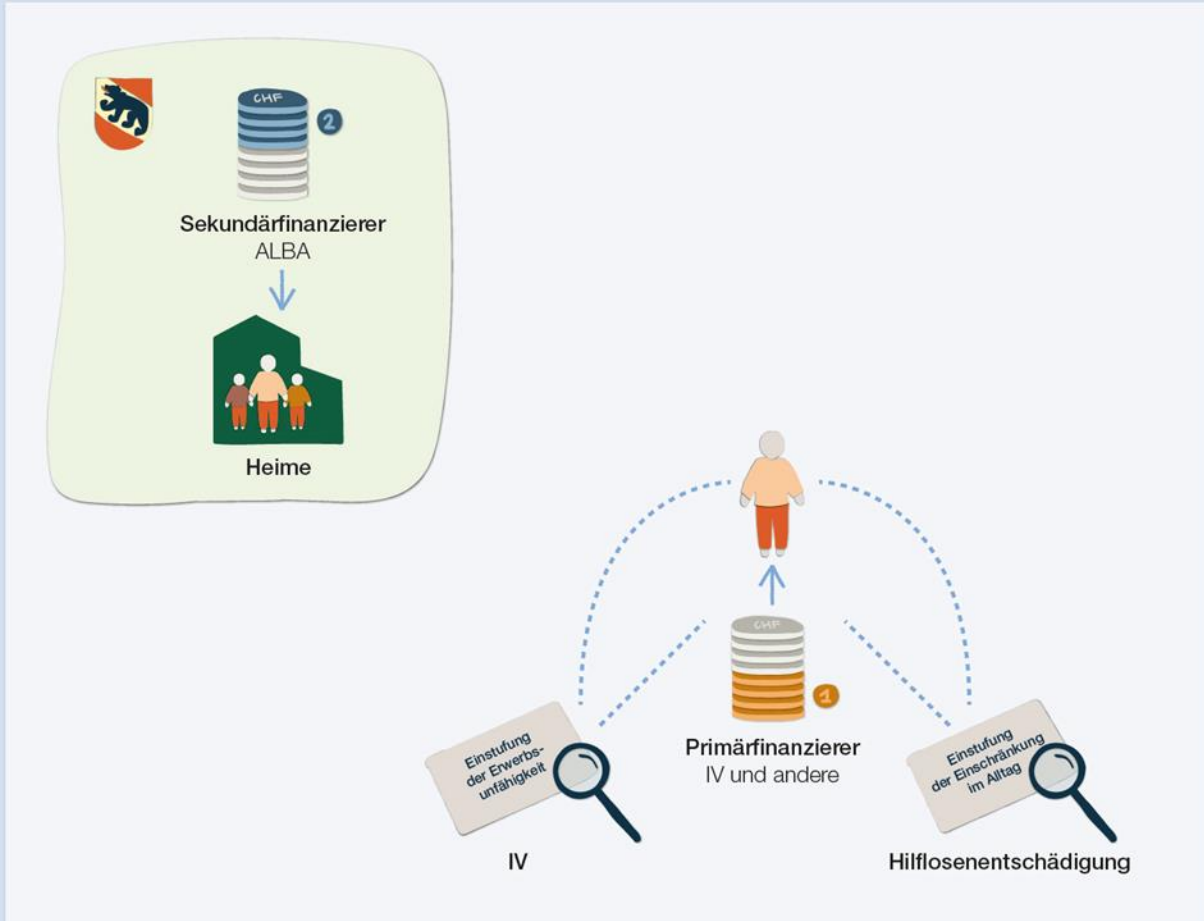 CHF
2
Sekundärfinanzierer
ALBA
Heime
CHF
1
Primärfinanzierer
IV und andere
Einstufung
der Erwerbs-
unfähigkeit
IV
Einstufung
der Einschränkung
im Alltag
Hilflosenentschädigung